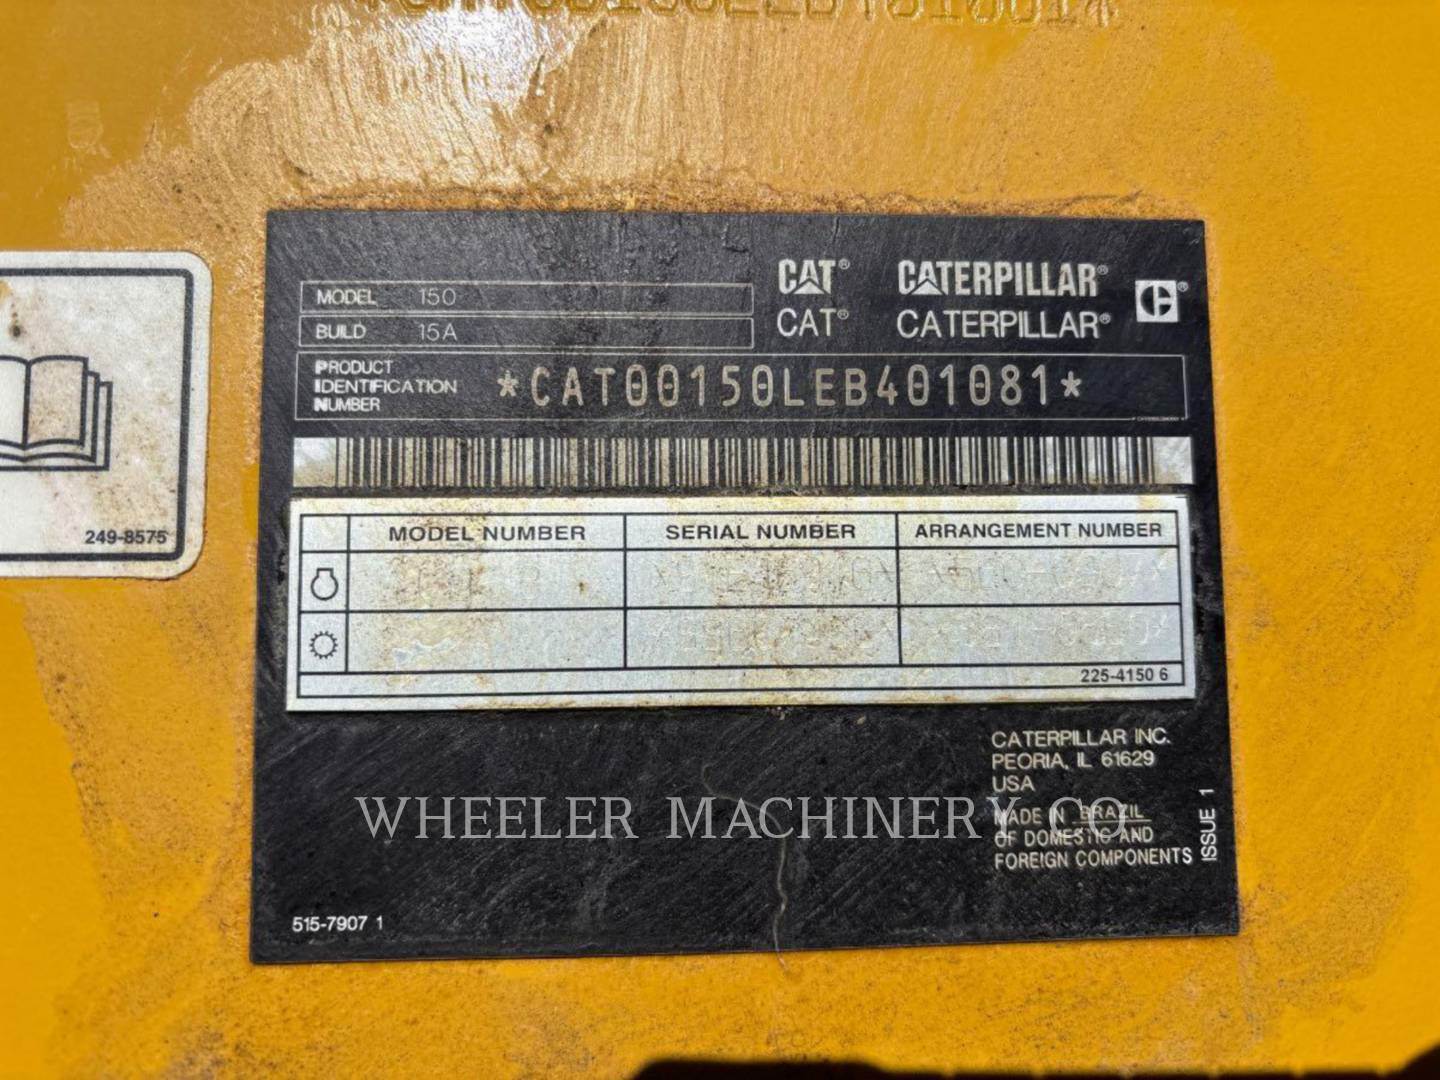 MODEL 150
BUILD 15A
CAT® CATERPILLAR®
CAT® CATERPILLAR®
PRODUCT
IDENTIFICATION
NUMBER
*CAT00150LEB401081*
249-8575
MODEL NUMBER SERIAL NUMBER ARRANGEMENT NUMBER
225-4150 6
CATERPILLAR INC.
PEORIA, IL 61629
USA
MADE IN BRAZIL
OF DOMESTIC AND
FOREIGN COMPONENTS
ISSUE 1
WHEELER MACHINERY CO
515-7907 1